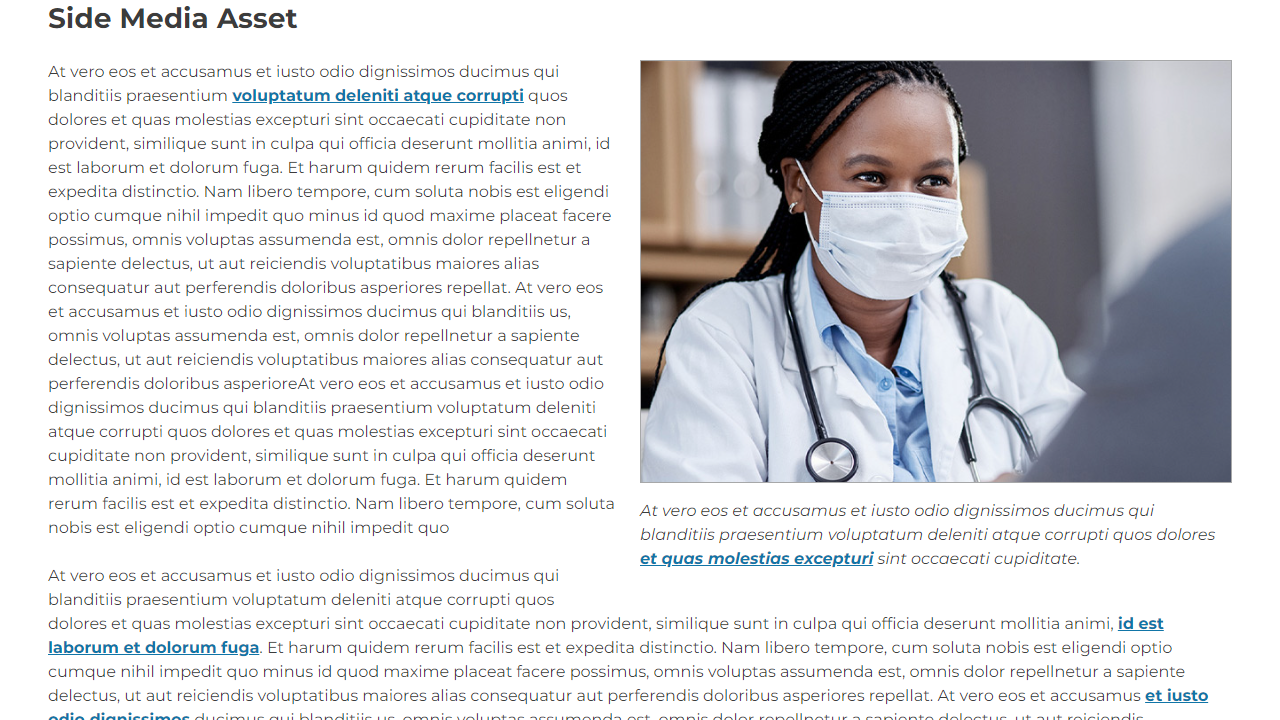 Side Media Asset
At vero eos et accusamus et iusto odio dignissimos ducimus qui
blanditiis praesentium voluptatum deleniti atque corrupti quos
dolores et quas molestias excepturi sint occaecati cupiditate non
provident, similique sunt in culpa qui officia deserunt mollitia animi, id
est laborum et dolorum fuga. Et harum quidem rerum facilis est et
expedita distinctio. Nam libero tempore, cum soluta nobis est eligendi
optio cumque nihil impedit quo minus id quod maxime placeat facere
possimus, omnis voluptas assumenda est, omnis dolor repellnetur a
sapiente delectus, ut aut reiciendis voluptatibus maiores alias
consequatur aut perferendis doloribus asperiores repellat. At vero eos
et accusamus et iusto odio dignissimos ducimus qui blanditiis us,
omnis voluptas assumenda est, omnis dolor repellnetur a sapiente
delectus, ut aut reiciendis voluptatibus maiores alias consequatur aut
perferendis doloribus asperioreAt vero eos et accusamus et iusto odio
dignissimos ducimus qui blanditiis praesentium voluptatum deleniti
atque corrupti quos dolores et quas molestias excepturi sint occaecati
cupiditate non provident, similique sunt in culpa qui officia deserunt
mollitia animi, id est laborum et dolorum fuga. Et harum quidem
rerum facilis est et expedita distinctio. Nam libero tempore, cum soluta
nobis est eligendi optio cumque nihil impedit quo
At vero eos et accusamus et iusto odio dignissimos ducimus qui
blanditiis praesentium voluptatum deleniti atque corrupti quos dolores
et quas molestias excepturi sint occaecati cupiditate.
At vero eos et accusamus et iusto odio dignissimos ducimus qui
blanditiis praesentium voluptatum deleniti atque corrupti quos
dolores et quas molestias excepturi sint occaecati cupiditate non provident, similique sunt in culpa qui officia deserunt mollitia animi, id est
laborum et dolorum fuga. Et harum quidem rerum facilis est et expedita distinctio. Nam libero tempore, cum soluta nobis est eligendi optio
cumque nihil impedit quo minus id quod maxime placeat facere possimus, omnis voluptas assumenda est, omnis dolor repellnetur a sapiente
delectus, ut aut reiciendis voluptatibus maiores alias consequatur aut perferendis doloribus asperiores repellat. At vero eos et accusamus et iusto
odio dignissimos ducimus qui blanditiis us, omnis voluptas assumenda est, omnis dolor repellnetur a sapiente delectus, ut aut reiciendis